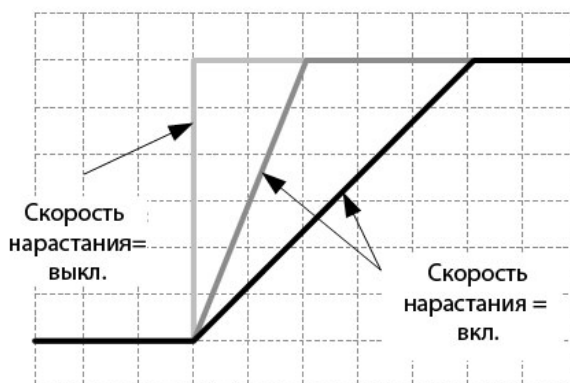 Скорость
нарастания=
выкл.
Скорость
нарастания =
вкл.